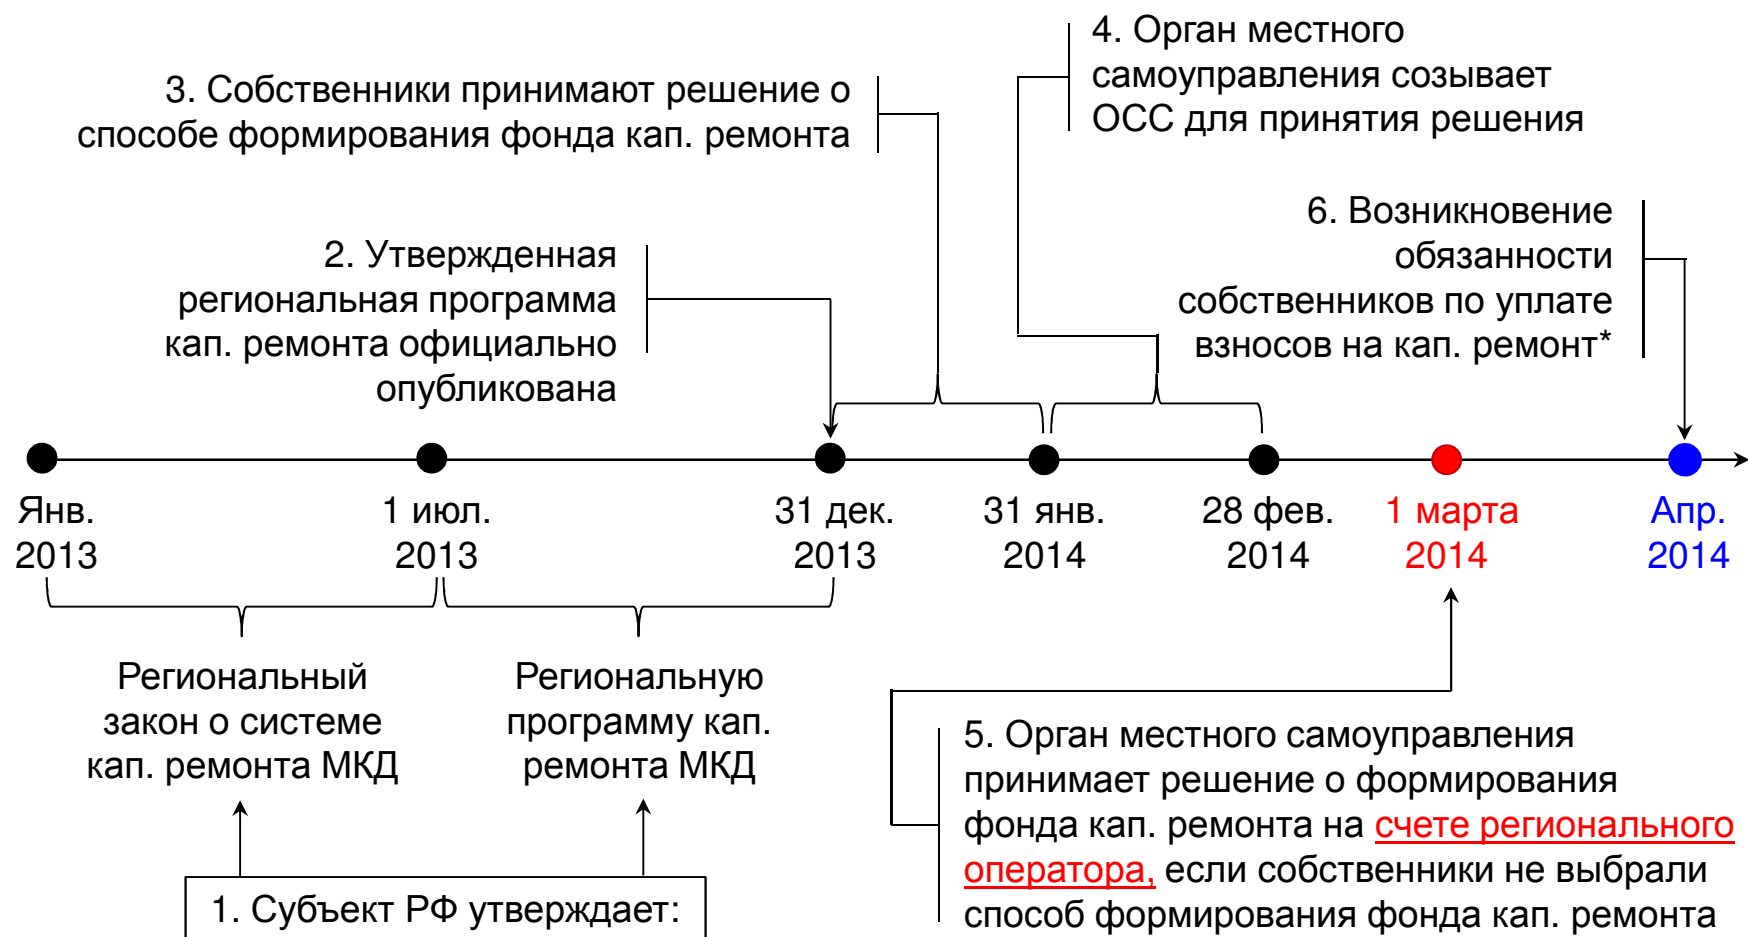 4. Орган местного
самоуправления созывает
ОСС для принятия решения
3. Собственники принимают решение о
способе формирования фонда кап. ремонта
6. Возникновение
обязанности
собственников по уплате
взносов на кап. ремонт*
2. Утвержденная
региональная программа
кап. ремонта официально
опубликована
Янв.
2013
1 июл.
2013
31 дек.
2013
31 янв.
2014
28 фев.
2014
1 марта
2014
Апр.
2014
Региональный
закон о системе
кап. ремонта МКД
Региональную
программу кап.
ремонта МКД
5. Орган местного самоуправления
принимает решение о формирования
фонда кап. ремонта на счете регионального
оператора, если собственники не выбрали
способ формирования фонда кап. ремонта
1. Субъект РФ утверждает: